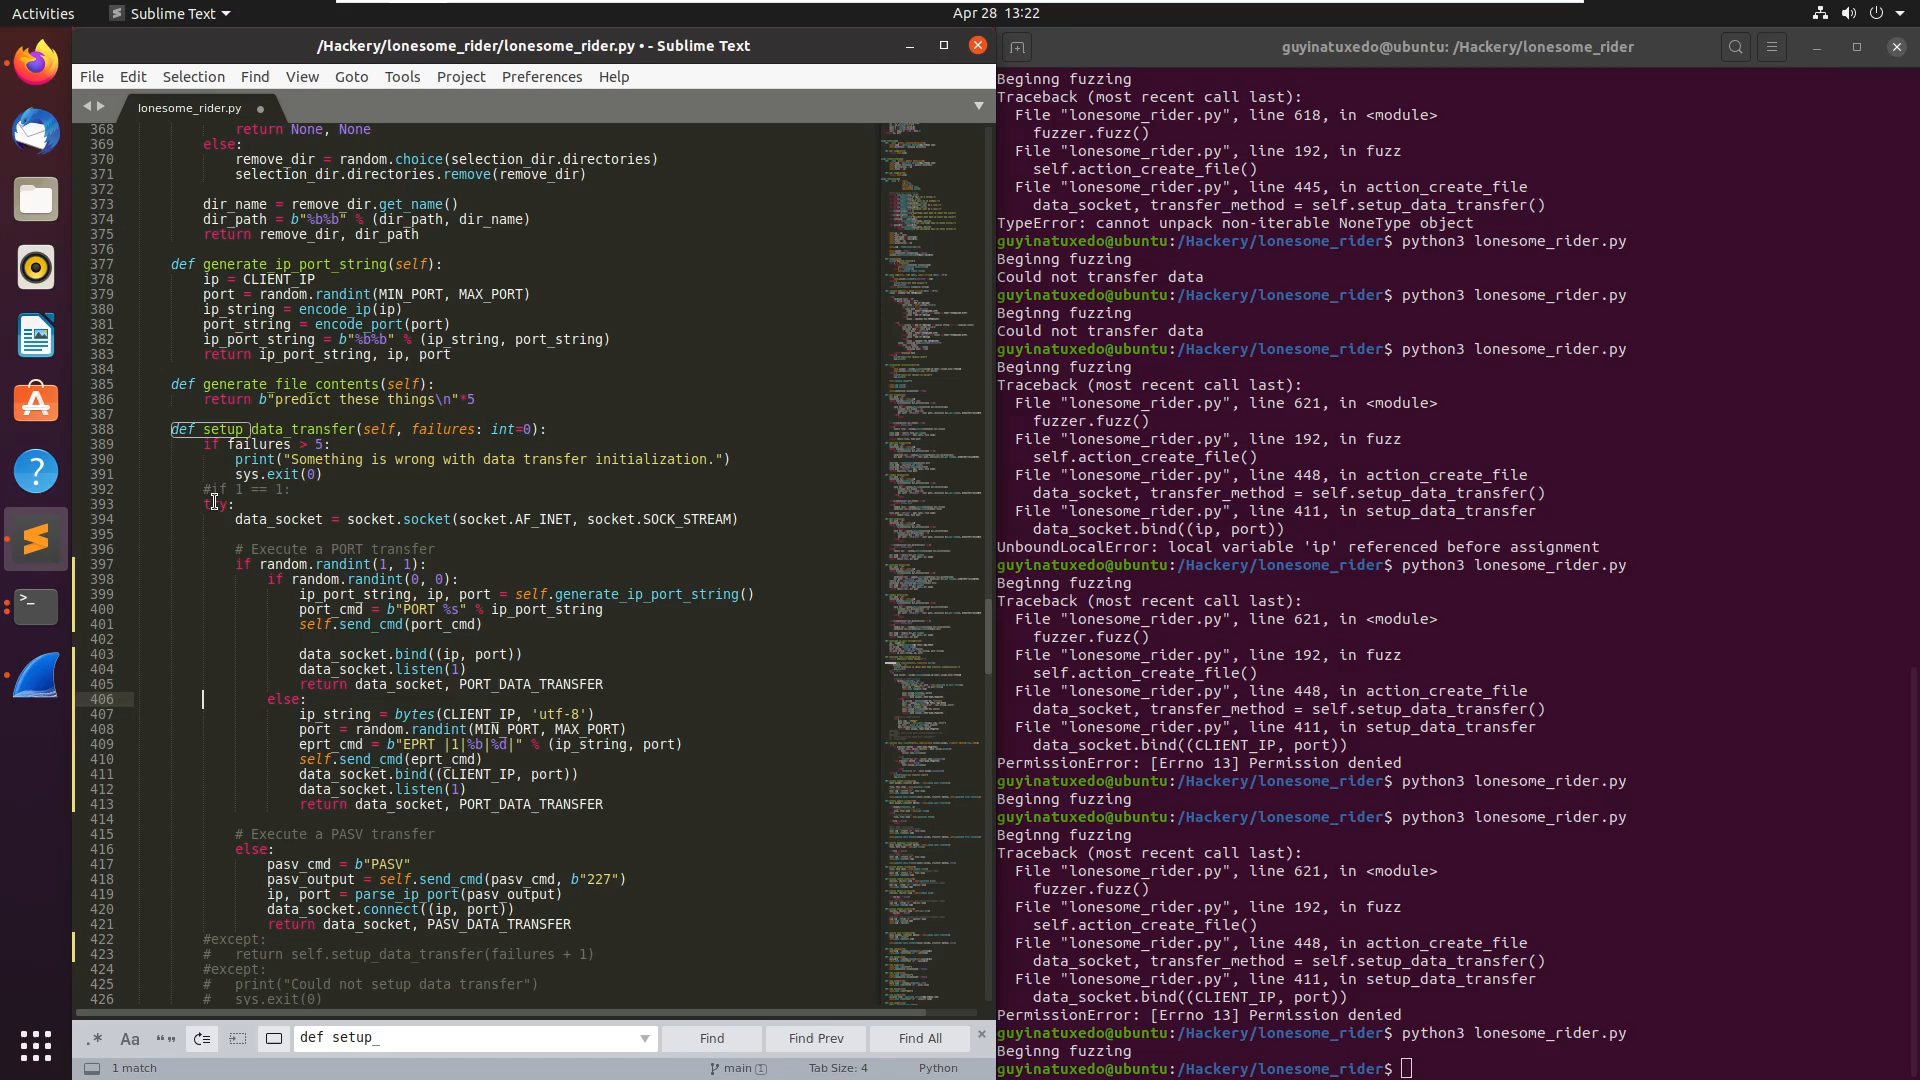 Activities
Sublime Text
Apr 28 13:22
/Hackery/lonesome_rider/lonesome_rider.py • - Sublime Text
File Edit Selection Find View Goto Tools Project Preferences Help
lonesome_rider.py
368 return None, None
369 else:
370 remove_dir = random.choice(selection_dir.directories)
371 selection_dir.directories.remove(remove_dir)
372
373 dir_name = remove_dir.get_name()
374 dir_path = b"%b%b" % (dir_path, dir_name)
375 return remove_dir, dir_path
376
377 def generate_ip_port_string(self):
378 ip = CLIENT_IP
379 port = random.randint(MIN_PORT, MAX_PORT)
380 ip_string = encode_ip(ip)
381 port_string = encode_port(port)
382 ip_port_string = b"%b%b" % (ip_string, port_string)
383 return ip_port_string, ip, port
384
385 def generate_file_contents(self):
386 return b"predict these things\n"*5
387
388 def setup_data_transfer(self, failures: int=0):
389 if failures > 5:
390 print("Something is wrong with data transfer initialization.")
391 sys.exit(0)
392 #if 1 == 1:
393 try:
394 data_socket = socket.socket(socket.AF_INET, socket.SOCK_STREAM)
395
396 # Execute a PORT transfer
397 if random.randint(1, 1):
398 if random.randint(0, 0):
399 ip_port_string, ip, port = self.generate_ip_port_string()
400 port_cmd = b"PORT %s" % ip_port_string
401 self.send_cmd(port_cmd)
402
403 data_socket.bind((ip, port))
404 data_socket.listen(1)
405 return data_socket, PORT_DATA_TRANSFER
406 else:
407 ip_string = bytes(CLIENT_IP, 'utf-8')
408 port = random.randint(MIN_PORT, MAX_PORT)
409 eprt_cmd = b"EPRT |1|%b|%d|" % (ip_string, port)
410 self.send_cmd(eprt_cmd)
411 data_socket.bind((CLIENT_IP, port))
412 data_socket.listen(1)
413 return data_socket, PORT_DATA_TRANSFER
414
415 # Execute a PASV transfer
416 else:
417 pasv_cmd = b"PASV"
418 pasv_output = self.send_cmd(pasv_cmd, b"227")
419 ip, port = parse_ip_port(pasv_output)
420 data_socket.connect((ip, port))
421 return data_socket, PASV_DATA_TRANSFER
422 #except:
423 # return self.setup_data_transfer(failures + 1)
424 #except:
425 # print("Could not setup data transfer")
426 # sys.exit(0)
.* Aa “” def setup_ Find Find Prev Find All
1 match main 1 Tab Size: 4 Python
guyinatuxedo@ubuntu: /Hackery/lonesome_rider
Beginng fuzzing
Traceback (most recent call last):
File "lonesome_rider.py", line 618, in <module>
fuzzer.fuzz()
File "lonesome_rider.py", line 192, in fuzz
self.action_create_file()
File "lonesome_rider.py", line 445, in action_create_file
data_socket, transfer_method = self.setup_data_transfer()
TypeError: cannot unpack non-iterable NoneType object
guyinatuxedo@ubuntu:/Hackery/lonesome_rider$ python3 lonesome_rider.py
Beginng fuzzing
Could not transfer data
guyinatuxedo@ubuntu:/Hackery/lonesome_rider$ python3 lonesome_rider.py
Beginng fuzzing
Could not transfer data
guyinatuxedo@ubuntu:/Hackery/lonesome_rider$ python3 lonesome_rider.py
Beginng fuzzing
Traceback (most recent call last):
File "lonesome_rider.py", line 621, in <module>
fuzzer.fuzz()
File "lonesome_rider.py", line 192, in fuzz
self.action_create_file()
File "lonesome_rider.py", line 448, in action_create_file
data_socket, transfer_method = self.setup_data_transfer()
File "lonesome_rider.py", line 411, in setup_data_transfer
data_socket.bind((ip, port))
UnboundLocalError: local variable 'ip' referenced before assignment
guyinatuxedo@ubuntu:/Hackery/lonesome_rider$ python3 lonesome_rider.py
Beginng fuzzing
Traceback (most recent call last):
File "lonesome_rider.py", line 621, in <module>
fuzzer.fuzz()
File "lonesome_rider.py", line 192, in fuzz
self.action_create_file()
File "lonesome_rider.py", line 448, in action_create_file
data_socket, transfer_method = self.setup_data_transfer()
File "lonesome_rider.py", line 411, in setup_data_transfer
data_socket.bind((CLIENT_IP, port))
PermissionError: [Errno 13] Permission denied
guyinatuxedo@ubuntu:/Hackery/lonesome_rider$ python3 lonesome_rider.py
Beginng fuzzing
guyinatuxedo@ubuntu:/Hackery/lonesome_rider$ python3 lonesome_rider.py
Beginng fuzzing
Traceback (most recent call last):
File "lonesome_rider.py", line 621, in <module>
fuzzer.fuzz()
File "lonesome_rider.py", line 192, in fuzz
self.action_create_file()
File "lonesome_rider.py", line 448, in action_create_file
data_socket, transfer_method = self.setup_data_transfer()
File "lonesome_rider.py", line 411, in setup_data_transfer
data_socket.bind((CLIENT_IP, port))
PermissionError: [Errno 13] Permission denied
guyinatuxedo@ubuntu:/Hackery/lonesome_rider$ python3 lonesome_rider.py
Beginng fuzzing
guyinatuxedo@ubuntu:/Hackery/lonesome_rider$